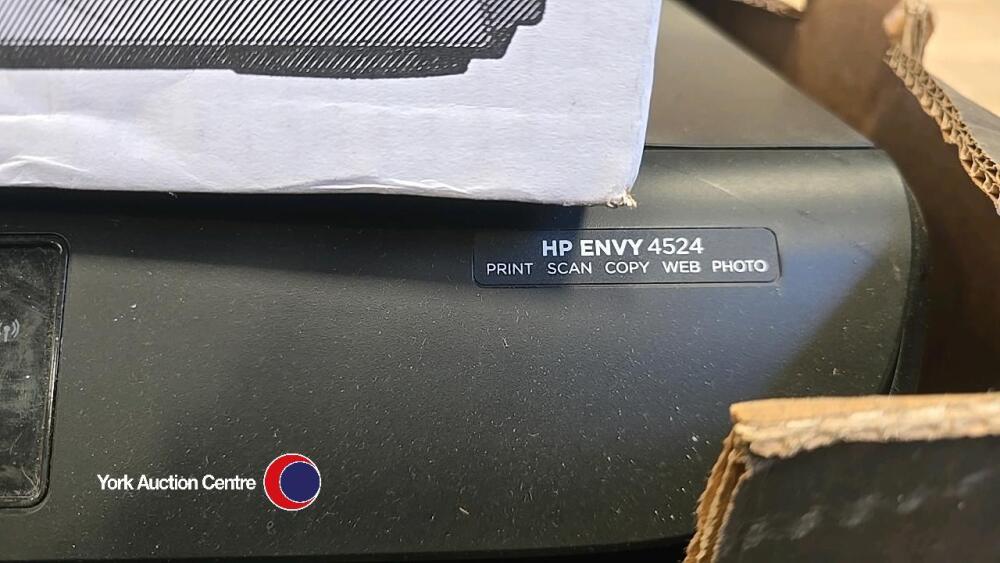 HP ENVY 4524
PRINT SCAN COPY WEB PHOTO
York Auction Centre